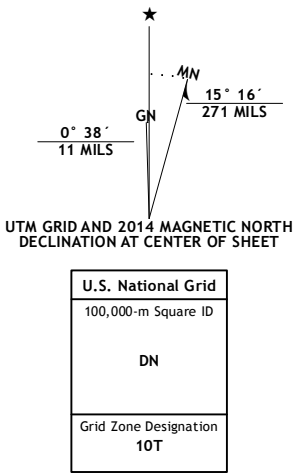 MN
15° 16´
271 MILS
GN
0° 38´
11 MILS
UTM GRID AND 2014 MAGNETIC NORTH
DECLINATION AT CENTER OF SHEET
U.S. National Grid
100,000-m Square ID
DN
Grid Zone Designation
10T